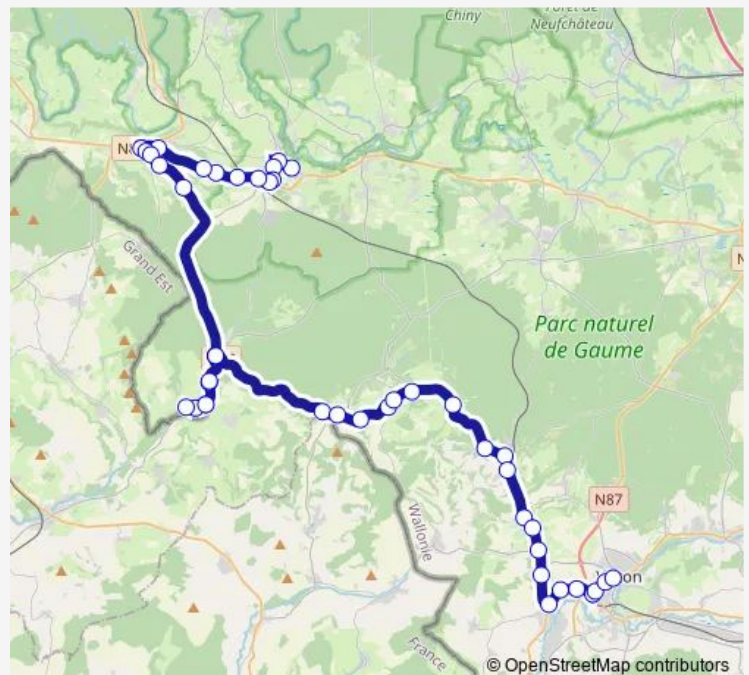 Chiny
Forêt de
Neufchâteau
Grand Est
Parc naturel
de Gaume
N87
Wallonie
France
© OpenStreetMap contributors